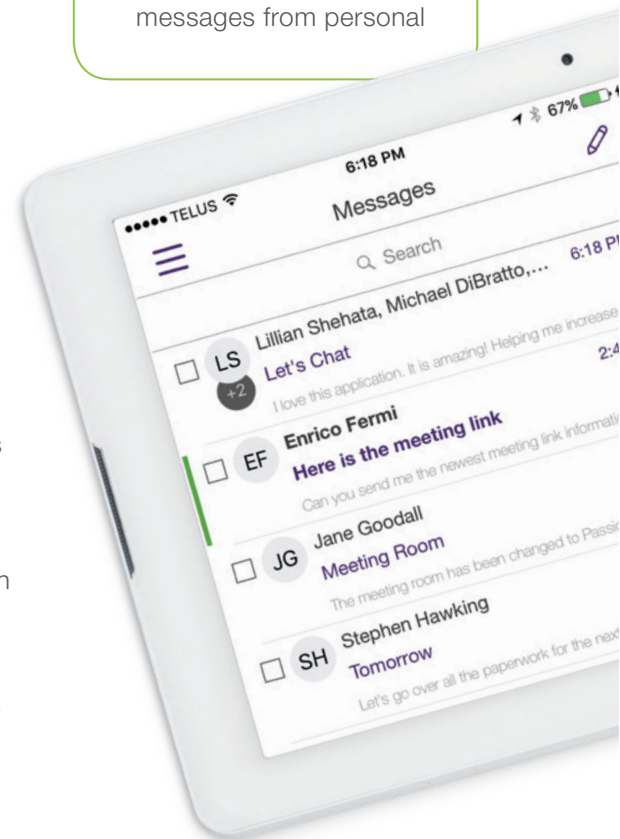 messages from personal
TELUS
6:18 PM
67%
Messages
Search
Lillian Shehata, Michael DiBratto,...
6:18 PM
LS
+2
Let's Chat
I love this application. It is amazing! Helping me increase
2:4
EF
Enrico Fermi
Here is the meeting link
Can you send me the newest meeting link
JG
Jane Goodall
Meeting Room
The meeting room has been changed to
SH
Stephen Hawking
Tomorrow
Let's go over all the paperwork for the next